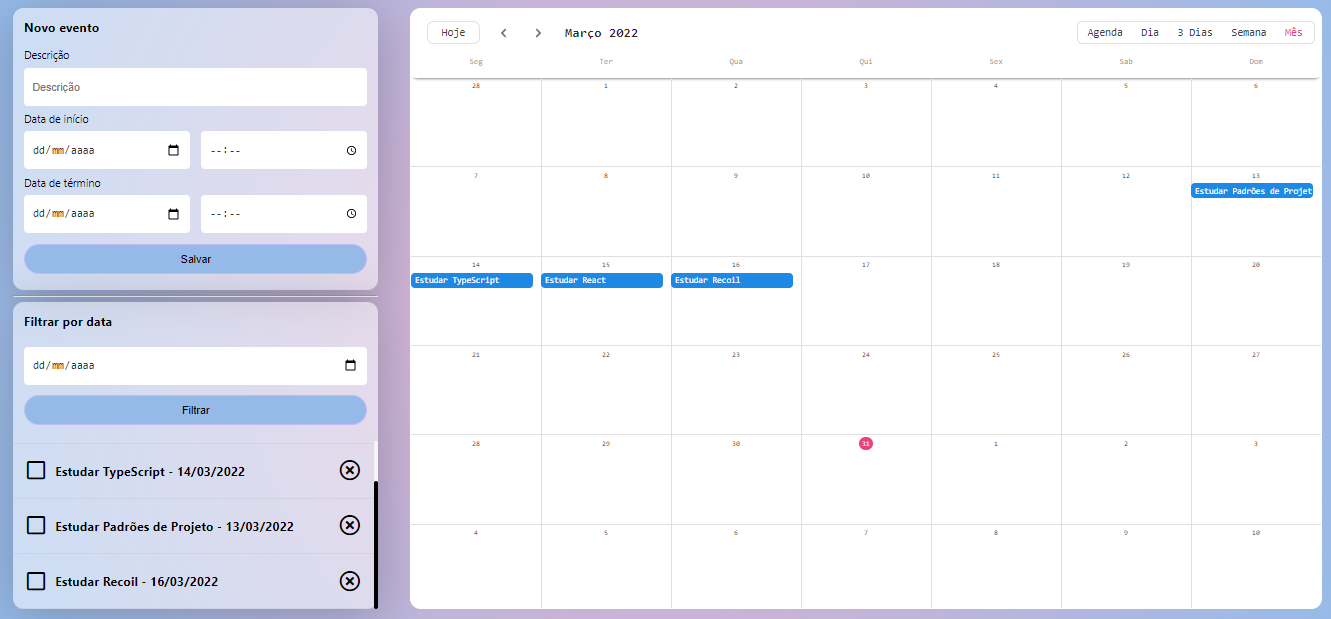 Novo evento
Descrição
Descrição
Data de início
dd/mm/aaaa --:--
Data de término
dd/mm/aaaa --:--
Salvar
Filtrar por data
dd/mm/aaaa
Filtrar
Estudar TypeScript - 14/03/2022
Estudar Padrões de Projeto - 13/03/2022
Estudar Recoil - 16/03/2022
Hoje Março 2022 Agenda Dia 3 Dias Semana Mês
Seg Ter Qua Qui Sex Sab Dom
28 1 2 3 4 5 6
7 8 9 10 11 12 13
Estudar Padrões de Projet
14 15 16 17 18 19 20
Estudar TypeScript Estudar React Estudar Recoil
21 22 23 24 25 26 27
28 29 30 31 1 2 3
4 5 6 7 8 9 10